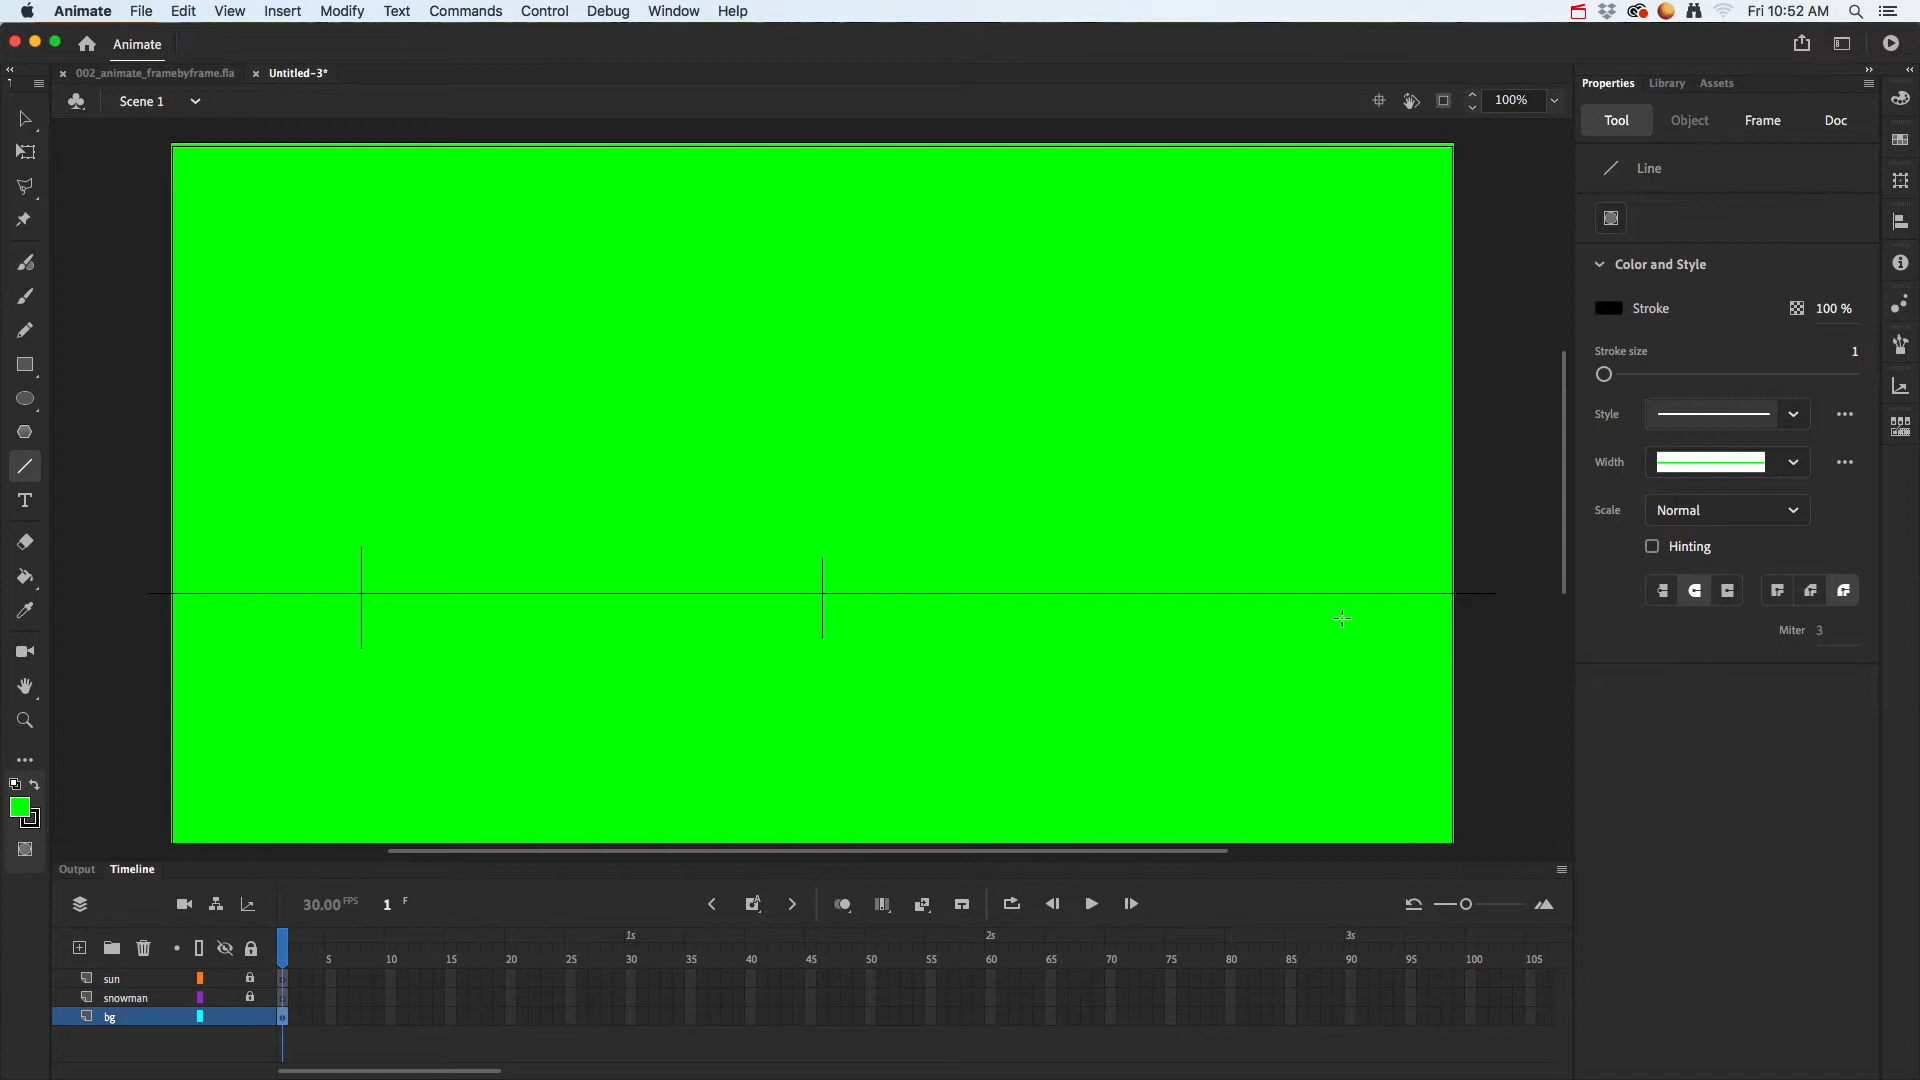 Animate File Edit View Insert Modify Text Commands Control Debug Window Help Fri 10:52 AM
Animate
002_animate_framebyframe.fla Untitled-3*
Scene 1 100%
Properties Library Assets
Tool Object Frame Doc
Line
Color and Style
Stroke 100 %
Stroke size 1
Style
Width
Scale Normal
Hinting
Miter 3
Output Timeline
30.00 FPS 1 F
1s 2s 3s
5 10 15 20 25 30 35 40 45 50 55 60 65 70 75 80 85 90 95 100 105
sun
snowman
bg